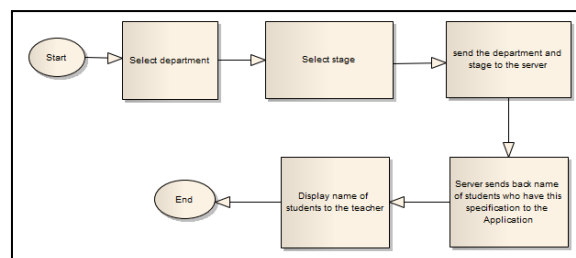 Start
Select department
Select stage
send the department and
stage to the server
Server sends back name
of students who have this
specification to the
Application
Display name of
students to the teacher
End